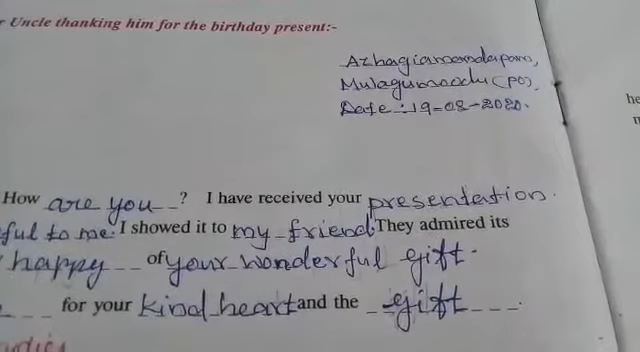 Uncle thanking him for the birthday present:-
Azhagiamandapam,
Mulagumoodu (PO).
Date : 19-08-2020.
he
How are you ? I have received your presentation.
ful to me. I showed it to my friend. They admired its
happy of your wonderful gift.
for your kind heart and the gift .